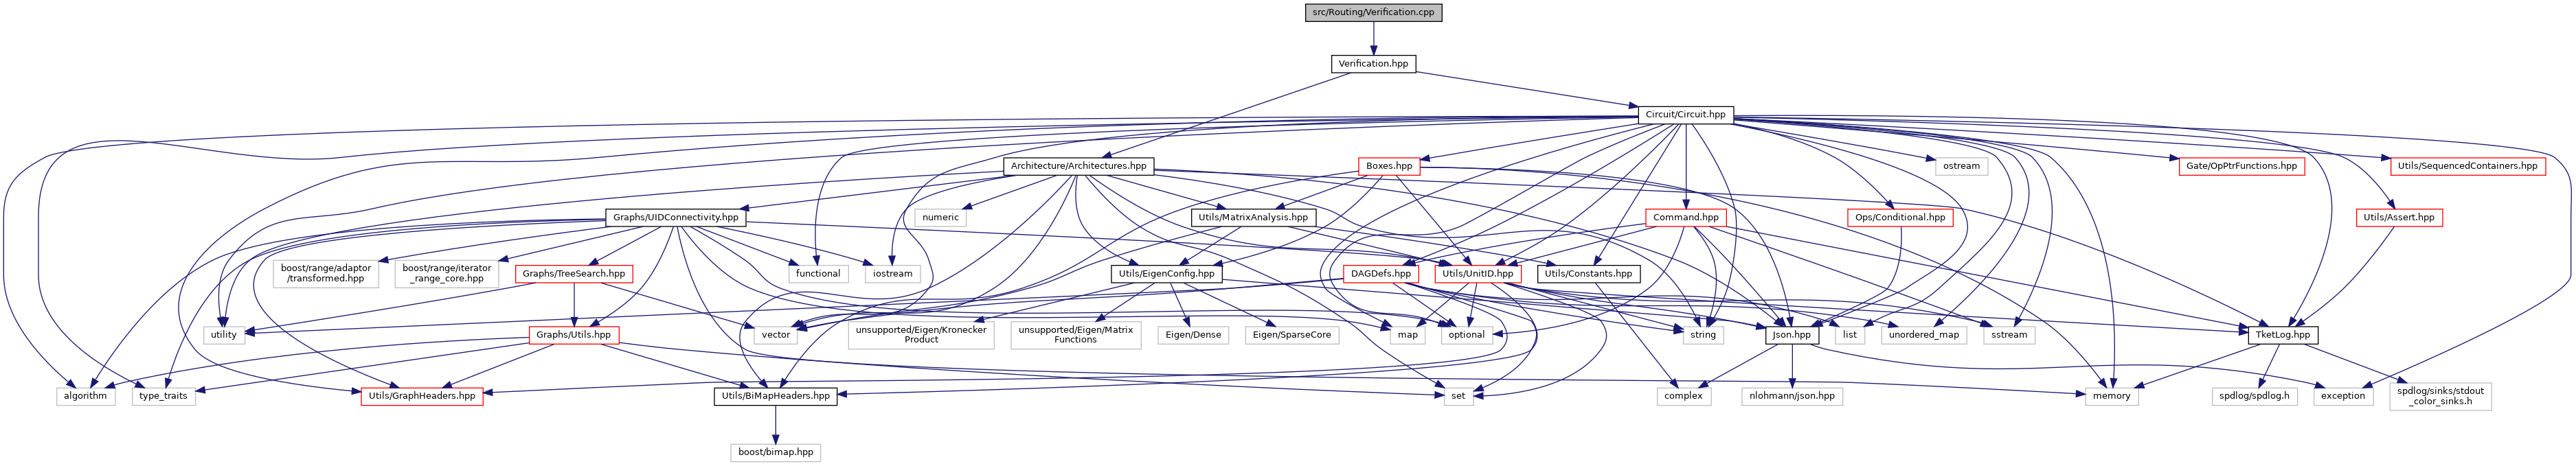 src/Routing/Verification.cpp
Verification.hpp
Circuit/Circuit.hpp
Architecture/Architectures.hpp
Boxes.hpp
ostream
Gate/OpPtrFunctions.hpp
Utils/SequencedContainers.hpp
Graphs/UIDConnectivity.hpp
numeric
Utils/MatrixAnalysis.hpp
Command.hpp
Ops/Conditional.hpp
Utils/Assert.hpp
boost/range/adaptor
/transformed.hpp
boost/range/iterator
_range_core.hpp
Graphs/TreeSearch.hpp
functional
iostream
Utils/EigenConfig.hpp
DAGDefs.hpp
Utils/UnitID.hpp
Utils/Constants.hpp
utility
Graphs/Utils.hpp
vector
unsupported/Eigen/Kronecker
Product
unsupported/Eigen/Matrix
Functions
Eigen/Dense
Eigen/SparseCore
map
optional
string
Json.hpp
list
unordered_map
sstream
TketLog.hpp
algorithm
type_traits
Utils/GraphHeaders.hpp
Utils/BiMapHeaders.hpp
set
complex
nlohmann/json.hpp
memory
spdlog/spdlog.h
exception
spdlog/sinks/stdout
_color_sinks.h
boost/bimap.hpp